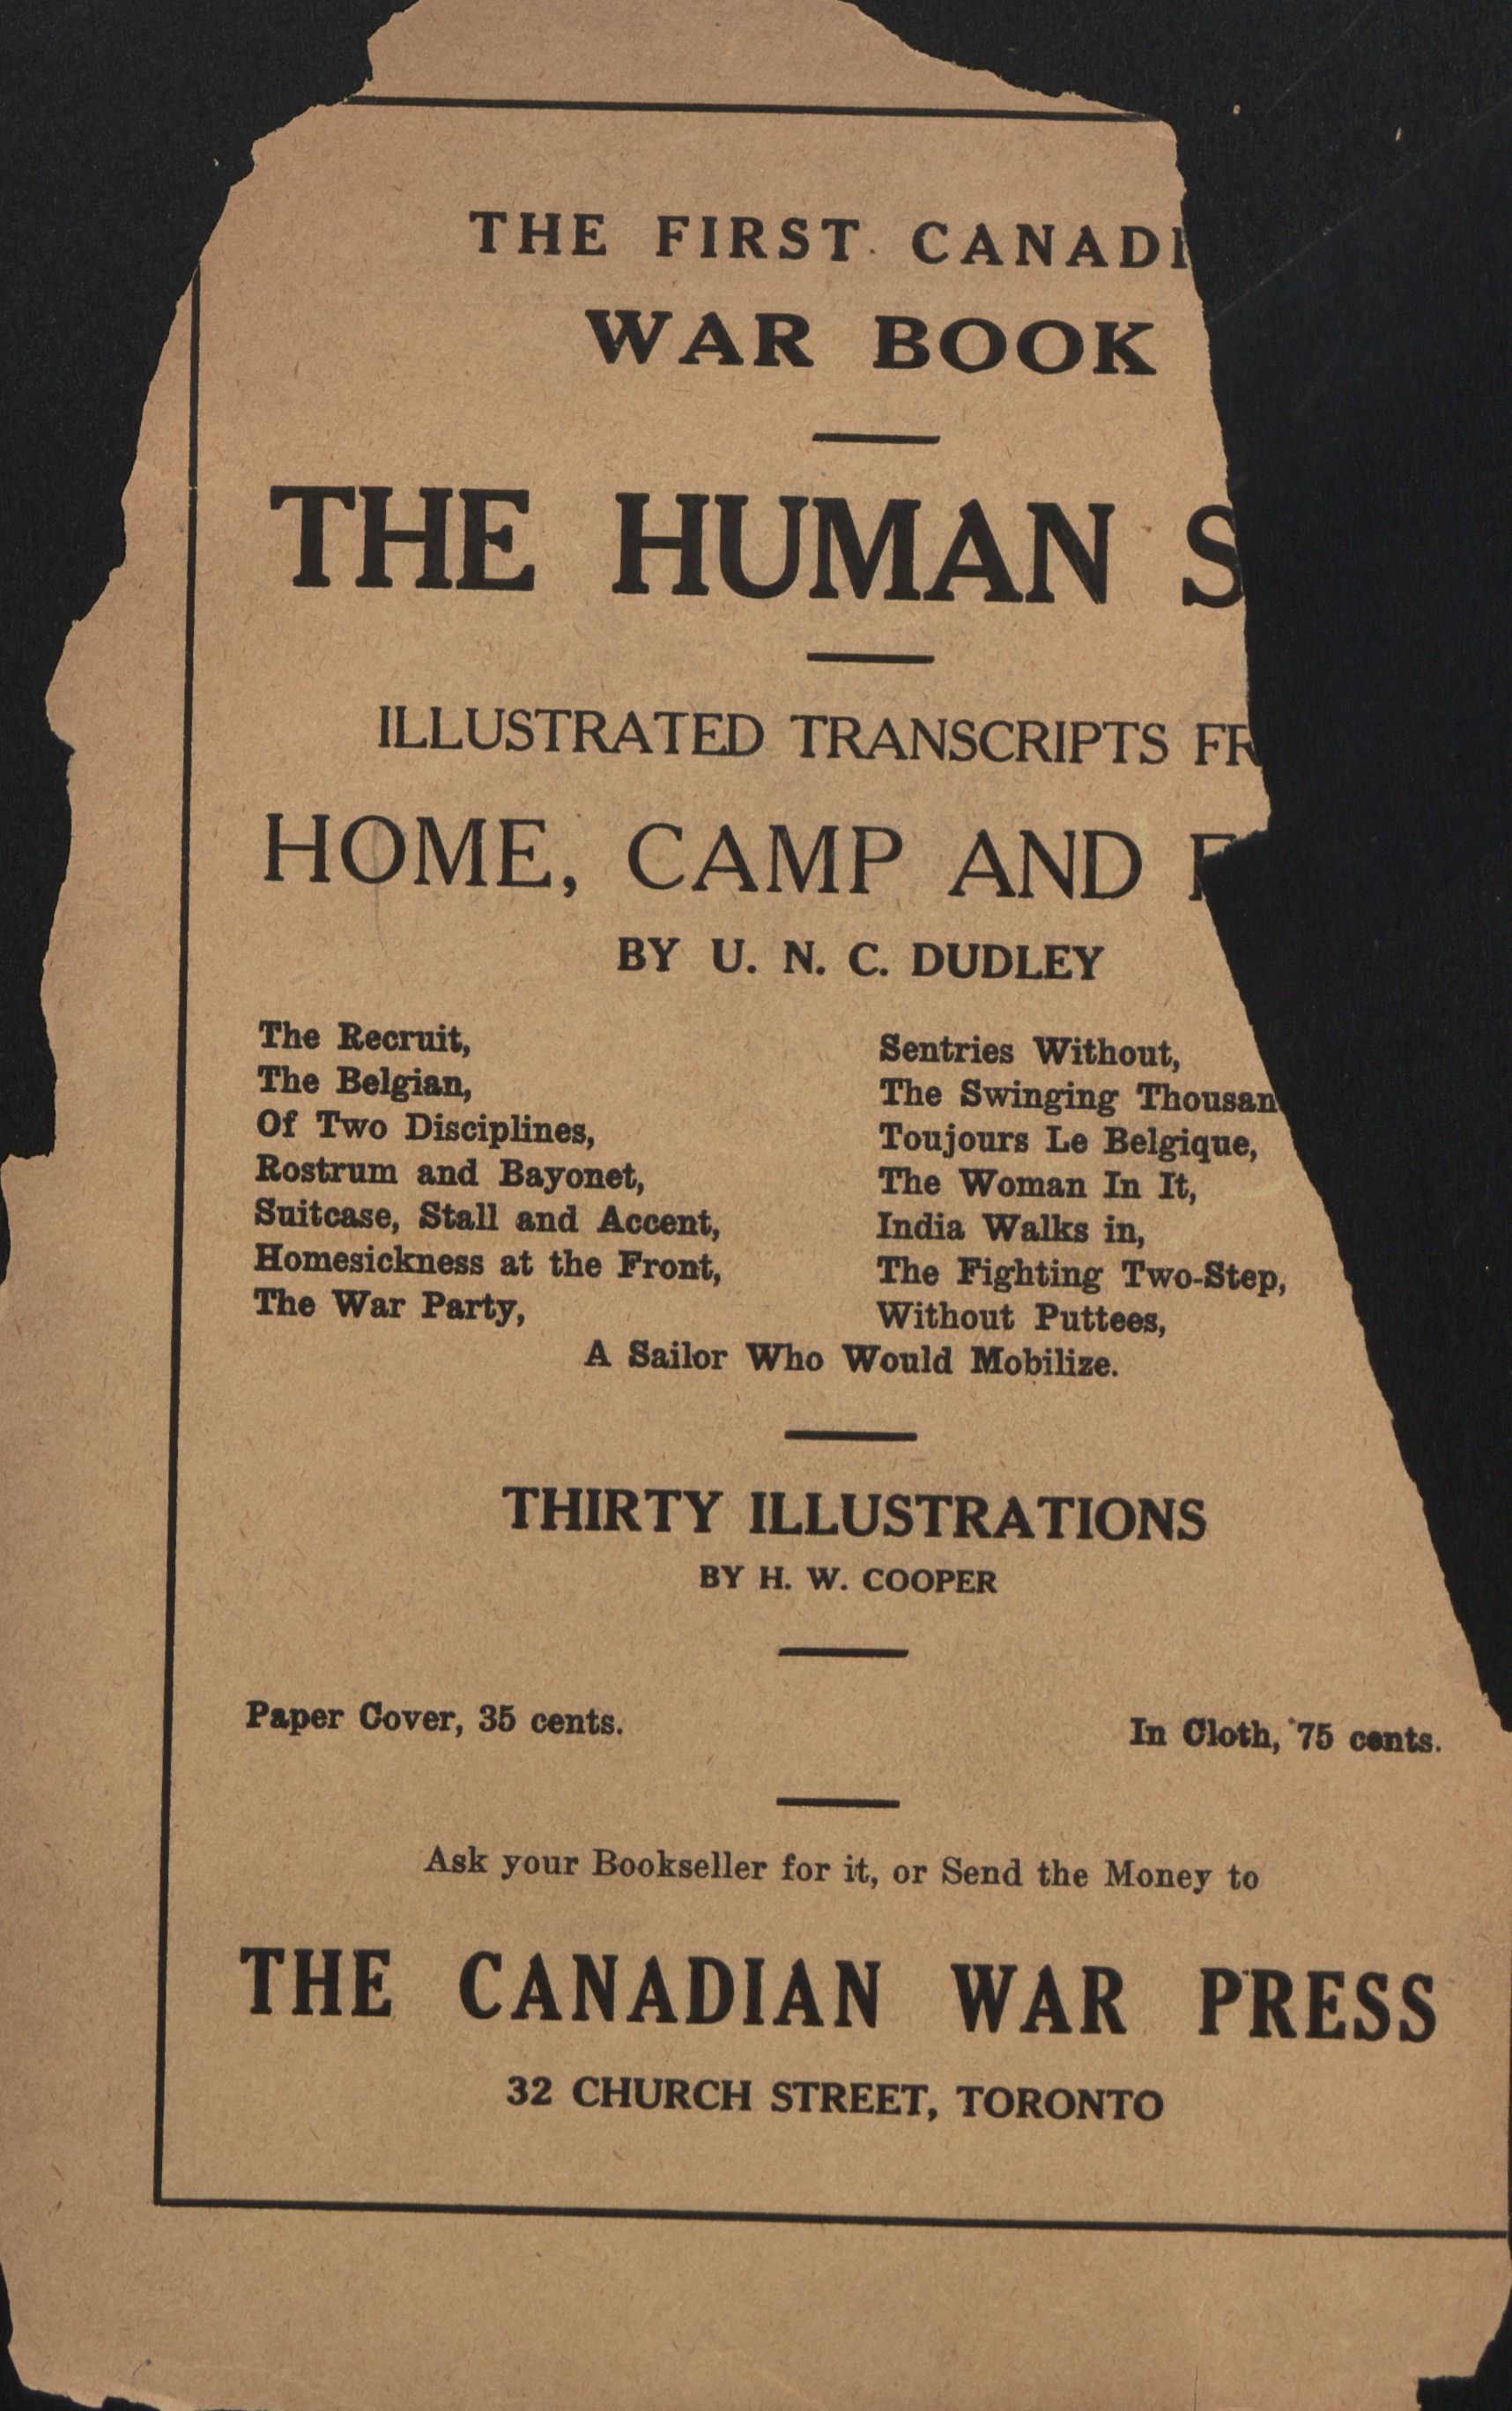 THE FIRST CANADI
WAR BOOK
THE HUMAN S
ILLUSTRATED TRANSCRIPTS FR
HOME, CAMP AND F
BY U. N. C. DUDLEY
The Recruit,
The Belgian,
Of Two Disciplines,
Rostrum and Bayonet,
Suitcase, Stall and Accent,
Homesickness at the Front,
The War Party,
Sentries Without,
The Swinging Thousan
Toujours Le Belgique,
The Woman In It,
India Walks in,
The Fighting Two-Step,
Without Puttees,
A Sailor Who Would Mobilize.
THIRTY ILLUSTRATIONS
BY H. W. COOPER
Paper Cover, 35 cents.
In Cloth, 75 cents.
Ask your Bookseller for it, or Send the Money to
THE CANADIAN WAR PRESS
32 CHURCH STREET, TORONTO